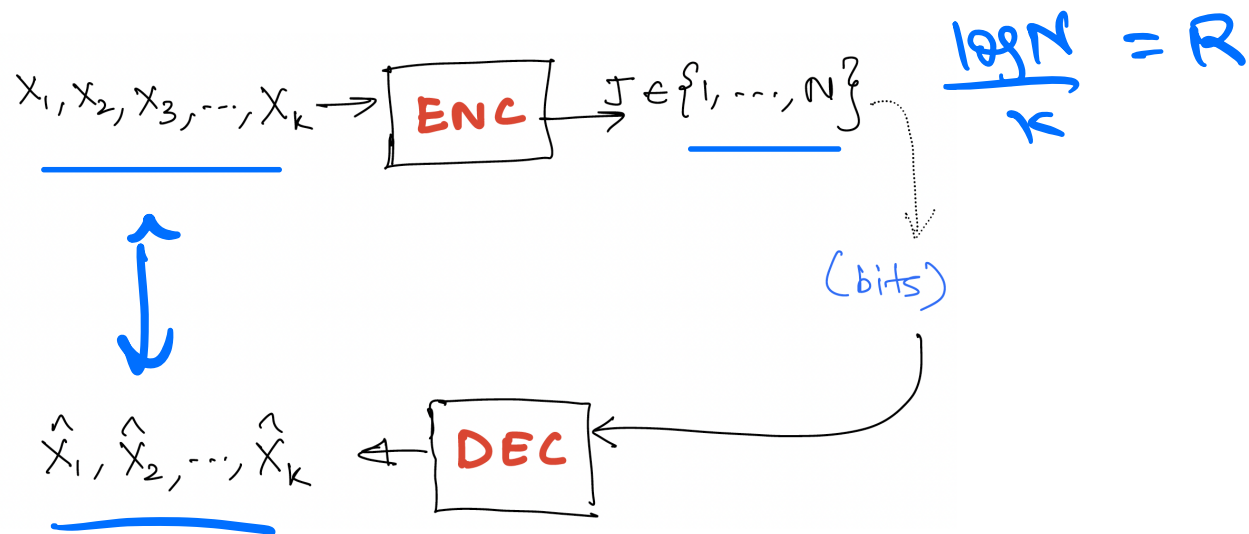 X₁, X₂, X₃, ..., Xₖ → ENC → J ∈ {1, ..., N}
log N / k = R
(bits)
X̂₁, X̂₂, ..., X̂ₖ ← DEC